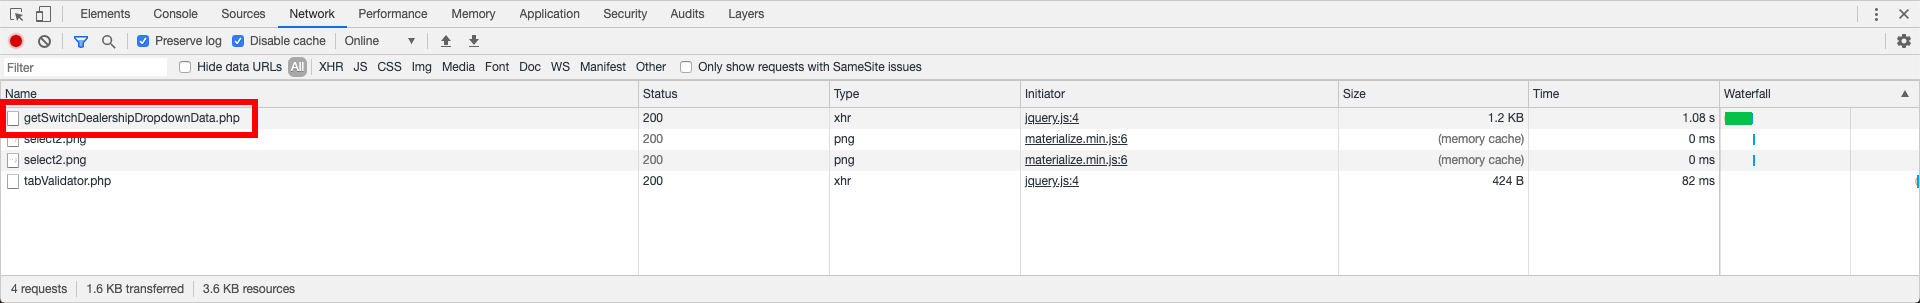 Elements Console Sources Network Performance Memory Application Security Audits Layers
Preserve log Disable cache Online
Filter Hide data URLs All XHR JS CSS Img Media Font Doc WS Manifest Other Only show requests with SameSite issues
Name Status Type Initiator Size Time Waterfall
getSwitchDealershipDropdownData.php 200 xhr jquery.js:4 1.2 KB 1.08 s
select2.png 200 png materialize.min.js:6 (memory cache) 0 ms
select2.png 200 png materialize.min.js:6 (memory cache) 0 ms
tabValidator.php 200 xhr jquery.js:4 424 B 82 ms
4 requests 1.6 KB transferred 3.6 KB resources